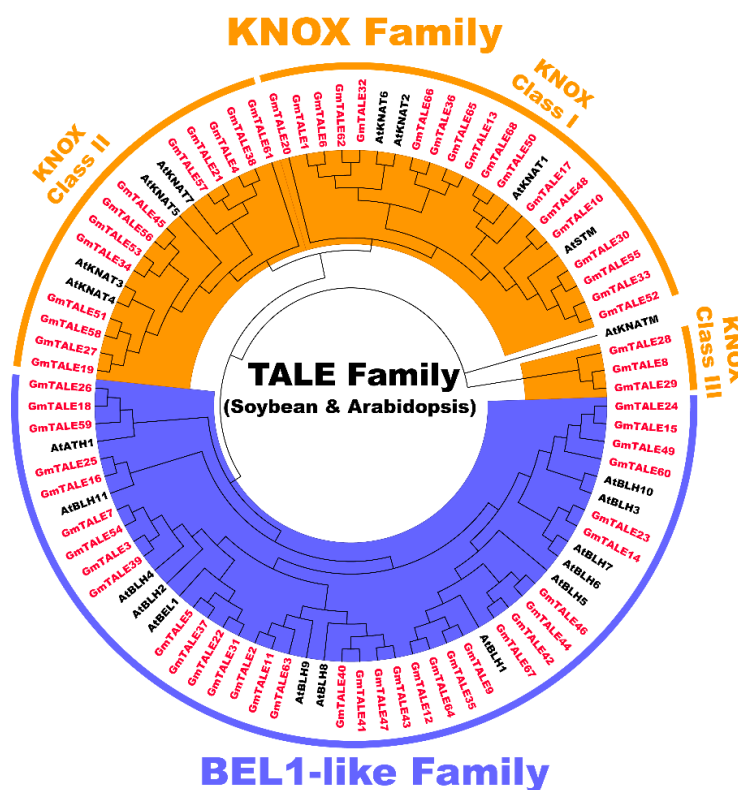 KNOX Family
KNOX
Class I
KNOX
Class II
KNOX
Class III
TALE Family
(Soybean & Arabidopsis)
BEL1-like Family
GmTALE19
GmTALE27
GmTALE58
GmTALE51
AtKNAT4
AtKNAT3
GmTALE34
GmTALE53
GmTALE56
GmTALE45
AtKNAT5
AtKNAT7
GmTALE57
GmTALE21
GmTALE4
GmTALE38
GmTALE61
GmTALE20
GmTALE1
GmTALE6
GmTALE62
GmTALE32
AtKNAT6
AtKNAT2
GmTALE66
GmTALE36
GmTALE65
GmTALE13
GmTALE68
GmTALE50
AtKNAT1
GmTALE17
GmTALE48
GmTALE10
AtSTM
GmTALE30
GmTALE55
GmTALE33
GmTALE52
AtKNATM
GmTALE28
GmTALE8
GmTALE29
GmTALE24
GmTALE15
GmTALE49
GmTALE60
AtBLH10
AtBLH3
GmTALE23
GmTALE14
AtBLH7
AtBLH6
AtBLH5
GmTALE46
GmTALE44
GmTALE42
GmTALE67
AtBLH1
GmTALE9
GmTALE35
GmTALE64
GmTALE12
GmTALE43
GmTALE47
GmTALE41
GmTALE40
AtBLH8
AtBLH9
GmTALE63
GmTALE11
GmTALE2
GmTALE31
GmTALE22
GmTALE37
GmTALE5
AtBEL1
AtBLH2
AtBLH4
GmTALE39
GmTALE3
GmTALE54
GmTALE7
AtBLH11
GmTALE16
GmTALE25
AtATH1
GmTALE59
GmTALE18
GmTALE26